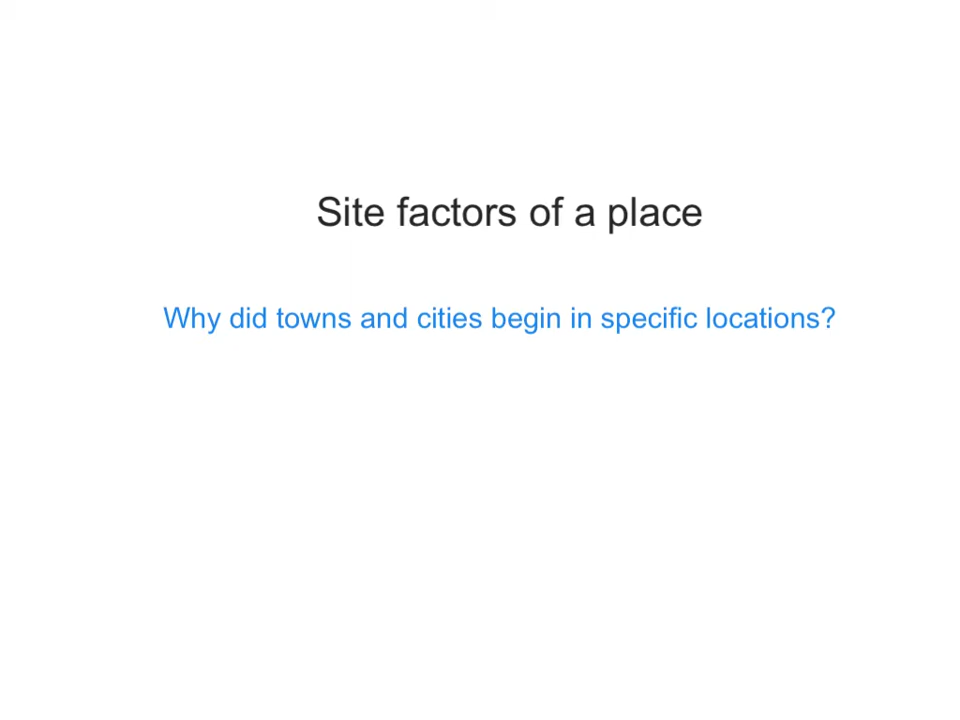 Site factors of a place
Why did towns and cities begin in specific locations?